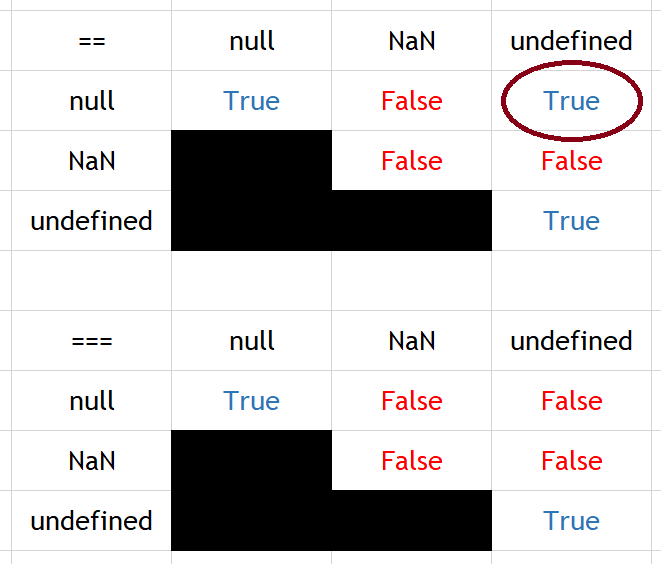 == null NaN undefined
null True False True
NaN False False
undefined True
=== null NaN undefined
null True False False
NaN False False
undefined True